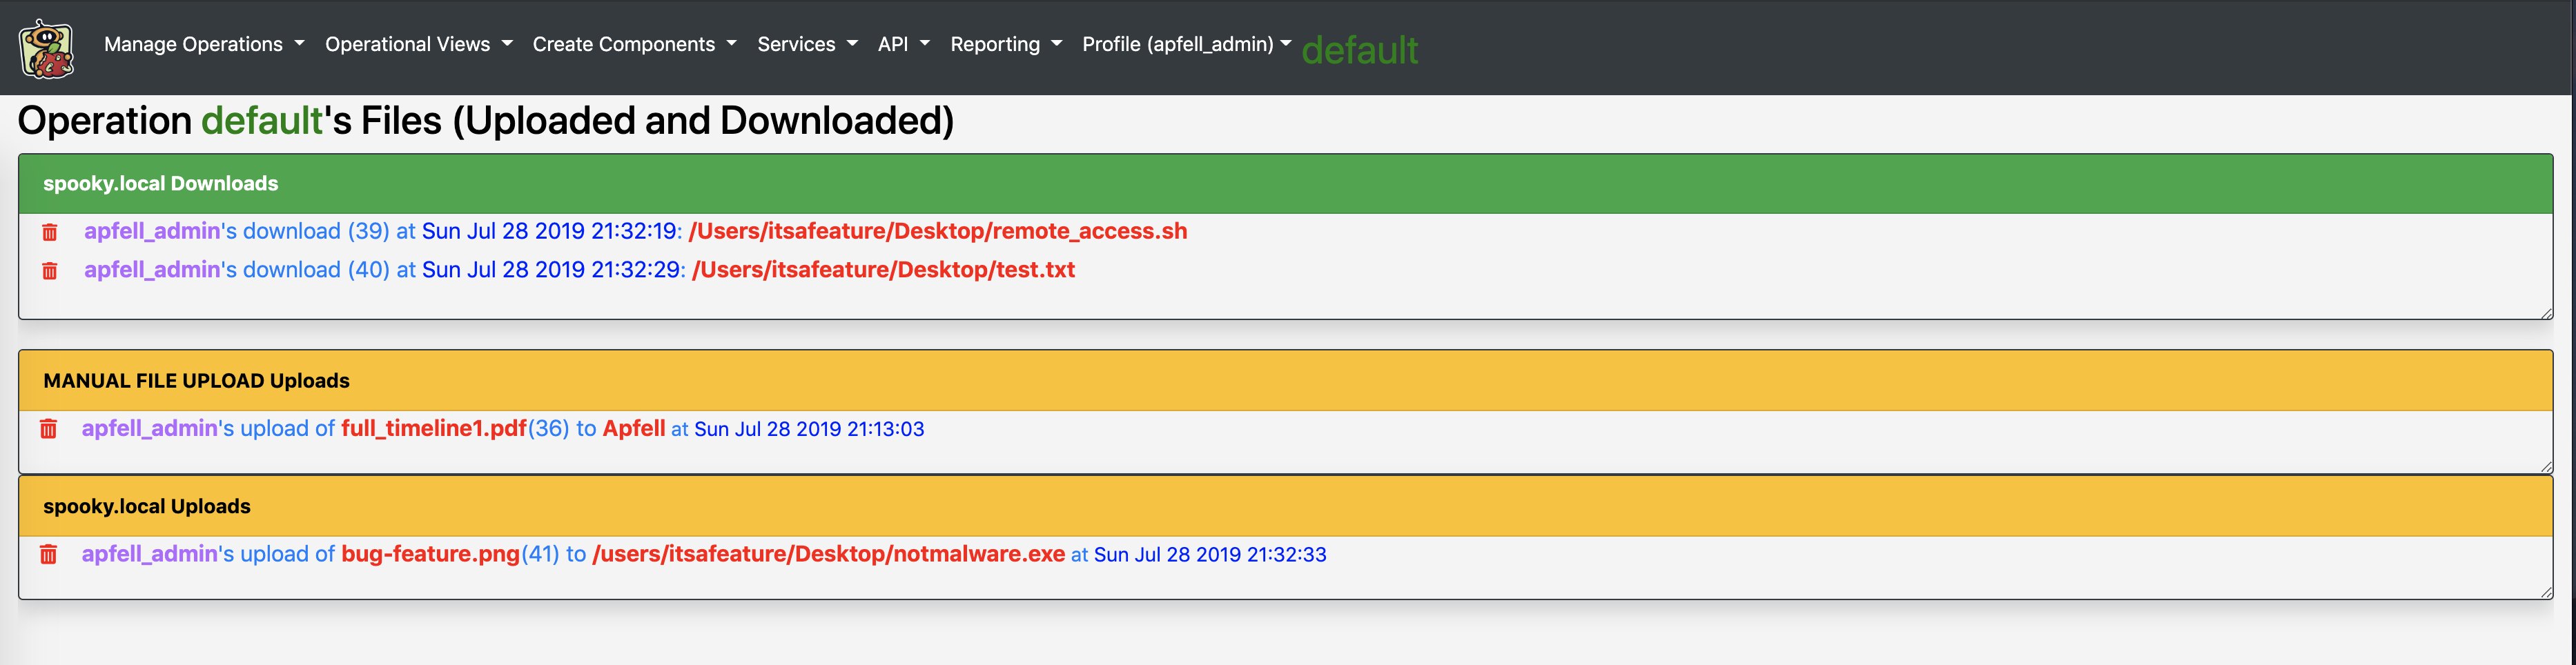 Manage Operations Operational Views Create Components Services API Reporting Profile (apfell_admin) default
Operation default's Files (Uploaded and Downloaded)
spooky.local Downloads
apfell_admin's download (39) at Sun Jul 28 2019 21:32:19: /Users/itsafeature/Desktop/remote_access.sh
apfell_admin's download (40) at Sun Jul 28 2019 21:32:29: /Users/itsafeature/Desktop/test.txt
MANUAL FILE UPLOAD Uploads
apfell_admin's upload of full_timeline1.pdf(36) to Apfell at Sun Jul 28 2019 21:13:03
spooky.local Uploads
apfell_admin's upload of bug-feature.png(41) to /users/itsafeature/Desktop/notmalware.exe at Sun Jul 28 2019 21:32:33